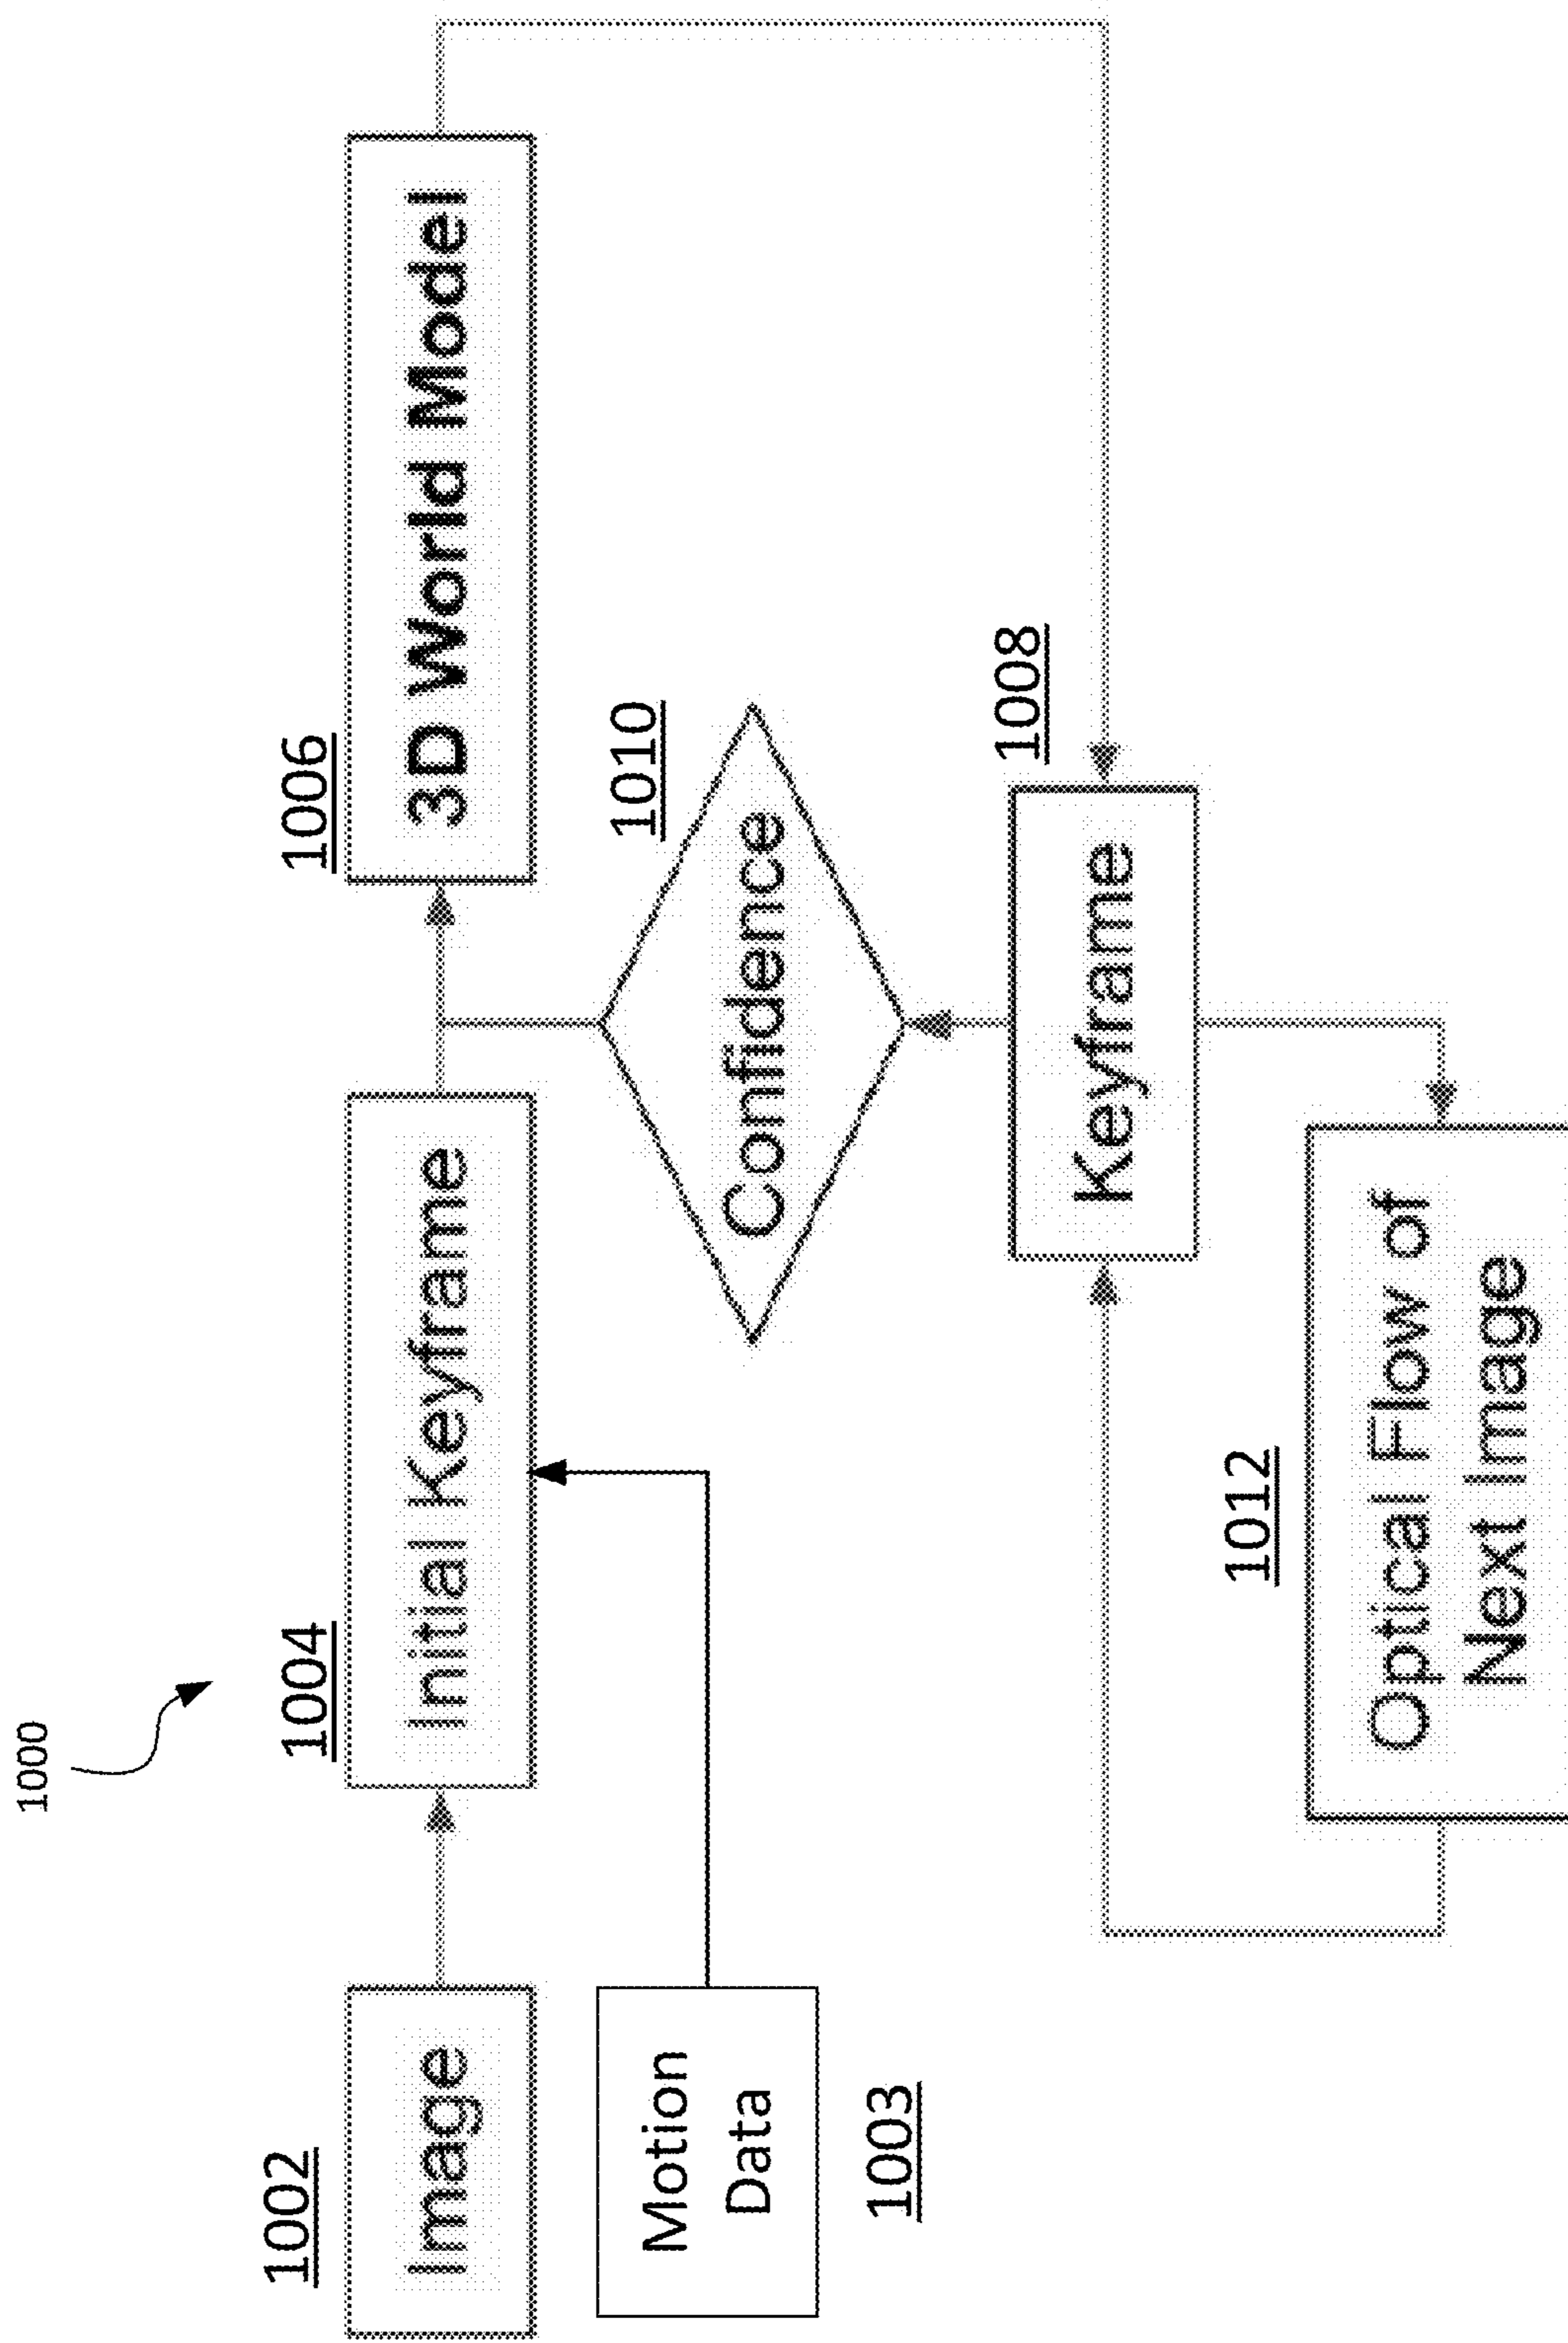 1000
1002
Image
1004
Initial Keyframe
1006
3D World Model
Motion
Data
1003
1010
Confidence
1008
Keyframe
1012
Optical Flow of
Next Image